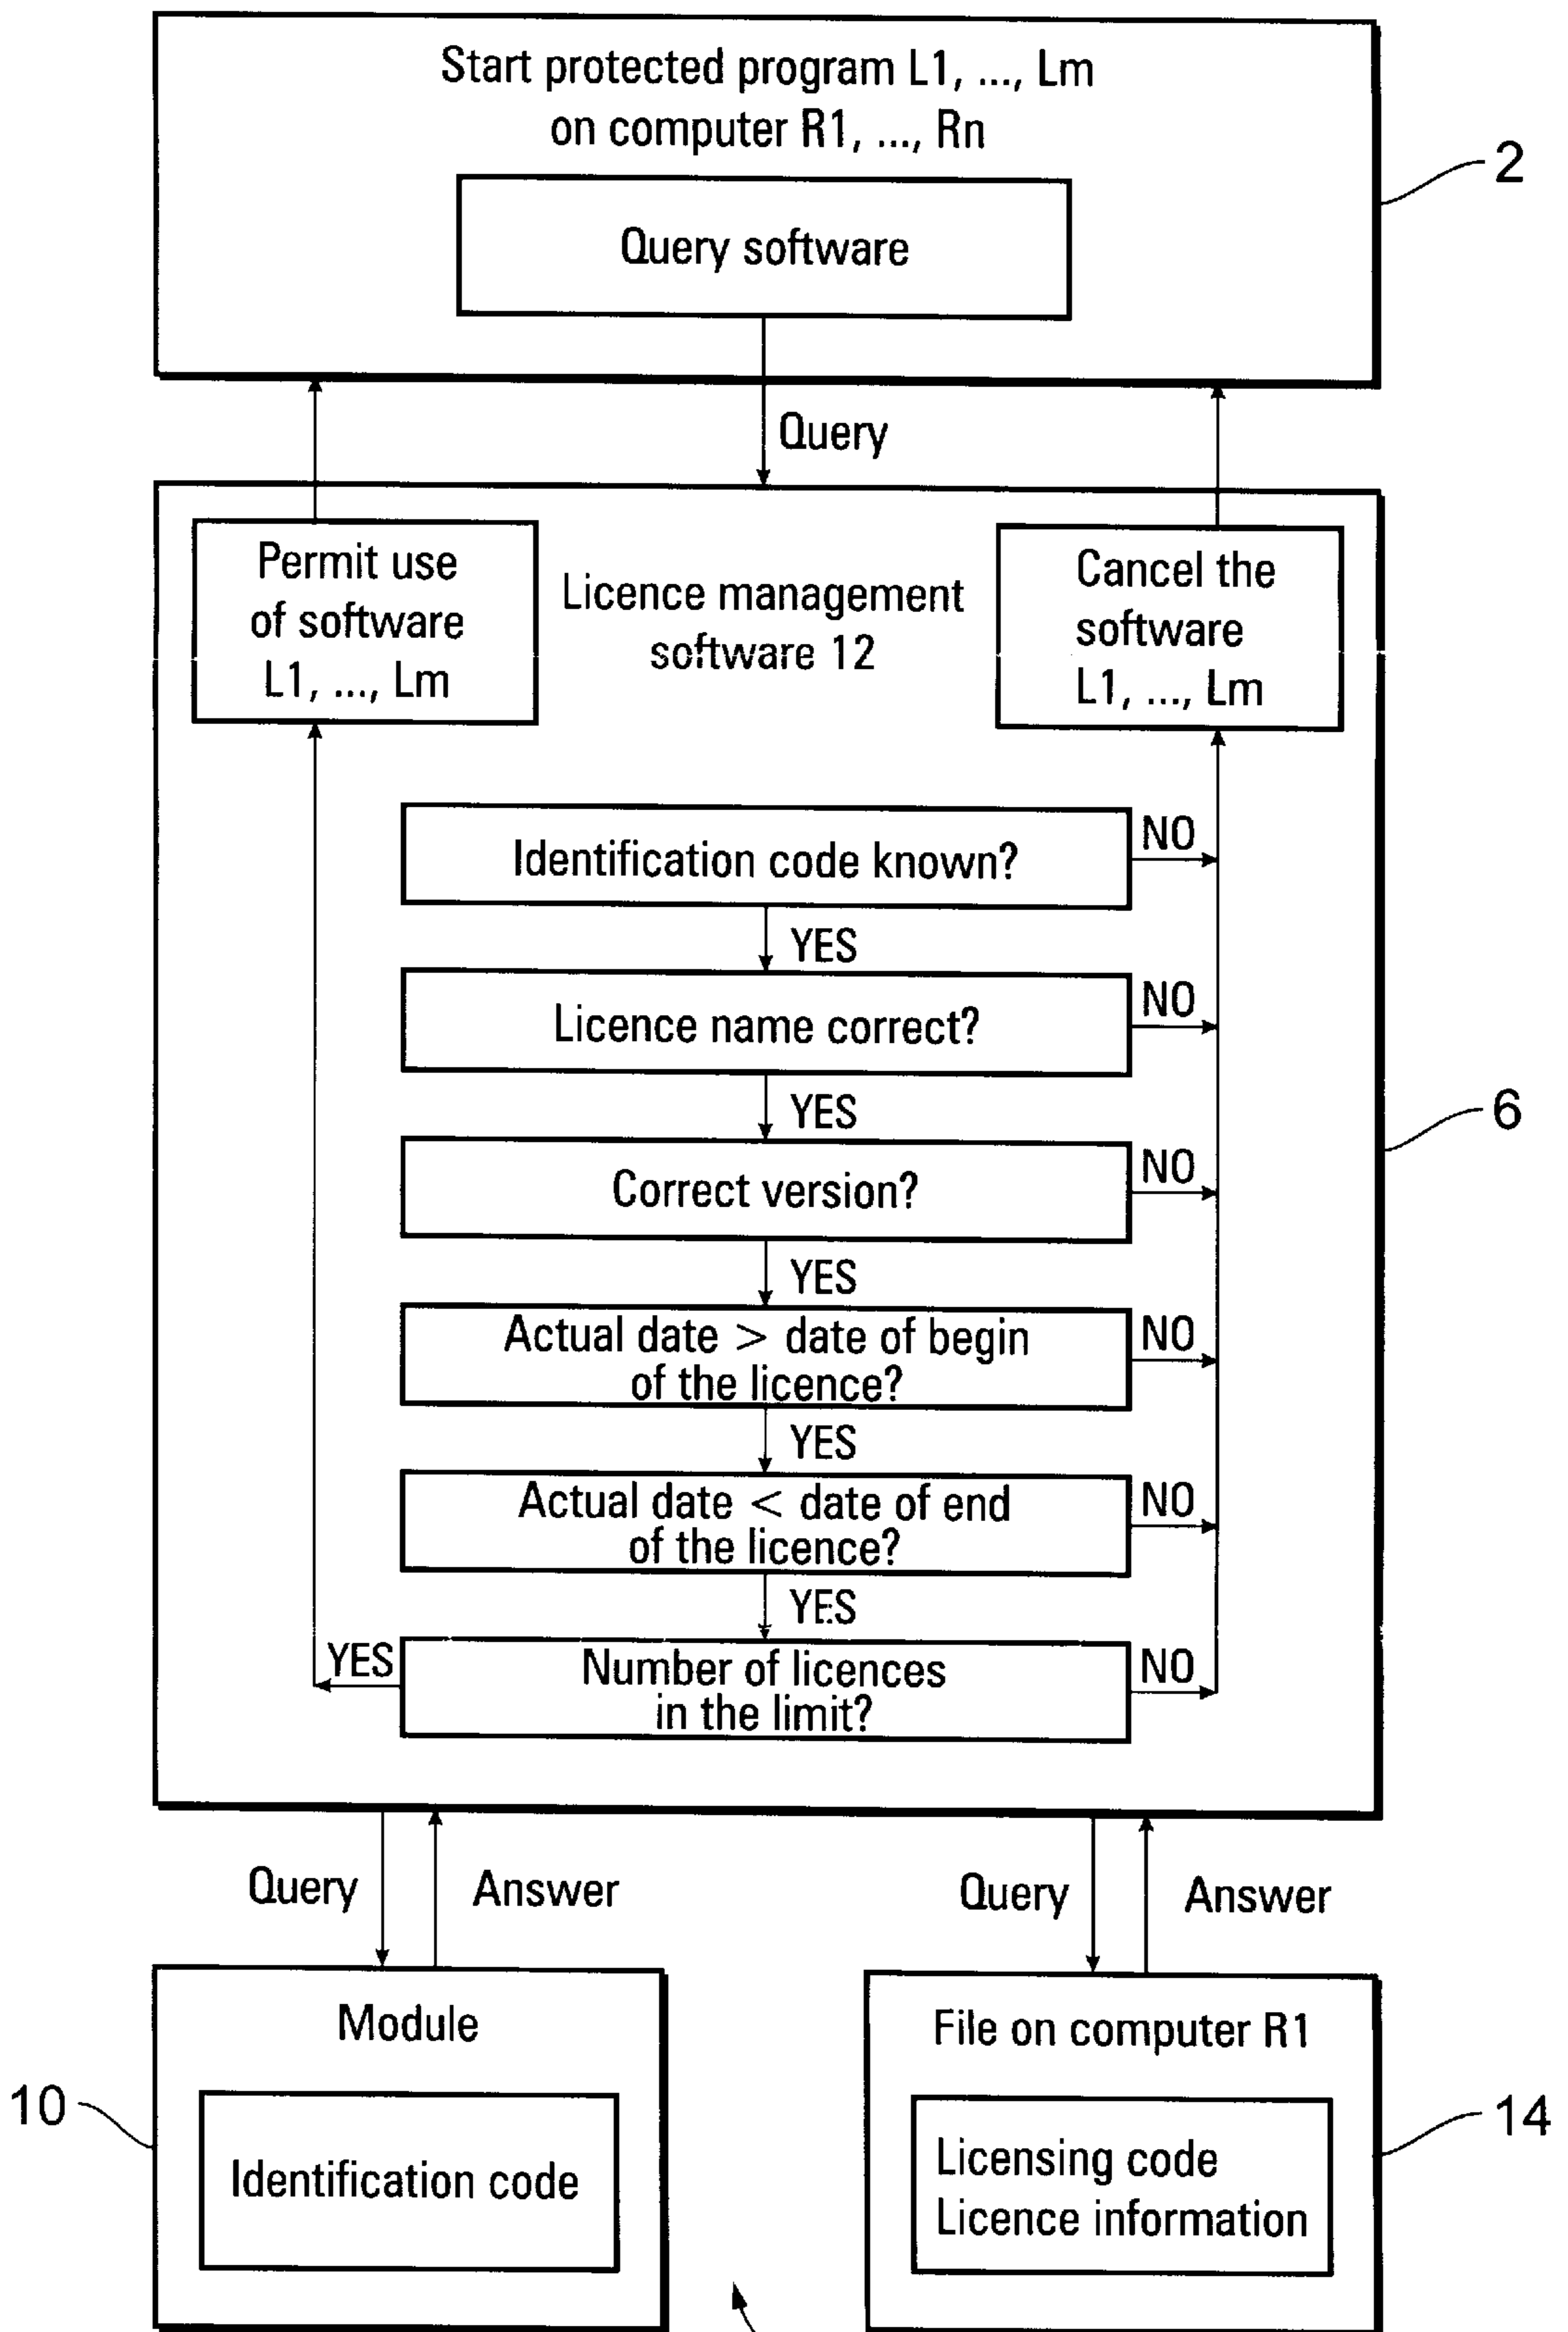 Start protected program L1, ..., Lm
on computer R1, ..., Rn
2
Query software
Query
Permit use
of software
L1, ..., Lm
Licence management
software 12
Cancel the
software
L1, ..., Lm
Identification code known?
NO
YES
Licence name correct?
NO
YES
6
Correct version?
NO
YES
Actual date > date of begin
of the licence?
NO
YES
Actual date < date of end
of the licence?
NO
YES
YES
Number of licences
in the limit?
NO
Query
Answer
Query
Answer
Module
10
Identification code
File on computer R1
14
Licensing code
Licence information